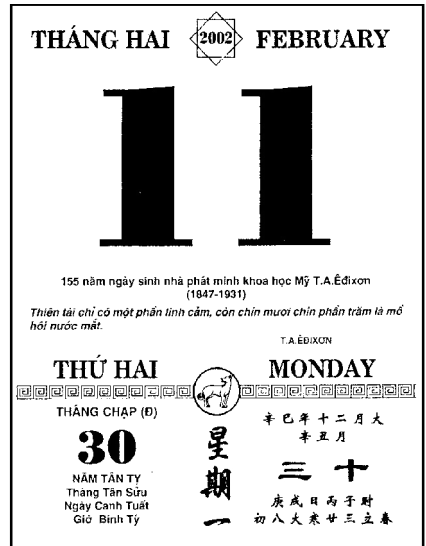 THÁNG HAI 2002 FEBRUARY
11
155 năm ngày sinh nhà phát minh khoa học Mỹ T.A.Êđixơn
(1847-1931)
Thiên tài chỉ có một phần linh cảm, còn chín mươi chín phần trăm là mồ
hôi nước mắt.
T.A.ÊĐIXƠN
THỨ HAI MONDAY
THÁNG CHẠP (Đ)
30
NĂM TÂN TỴ
Tháng Tân Sửu
Ngày Canh Tuất
Giờ Bính Tý
星期一
辛巳年十二月大
辛丑月
三十
庚戌日丙子时
初八大寒廿三立春